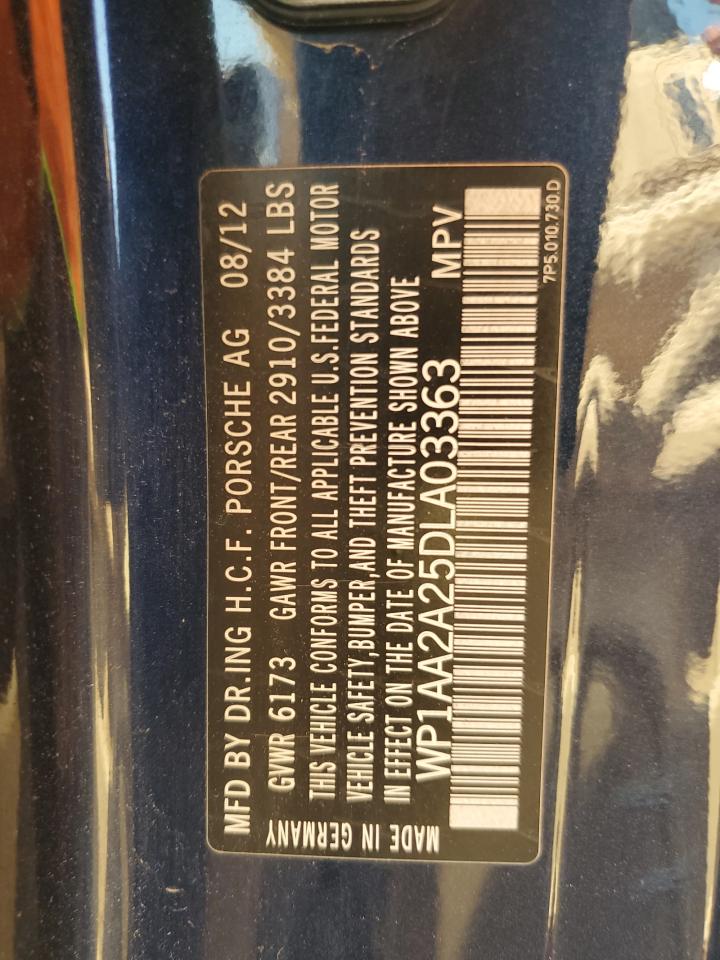 MFD BY DR.ING H.C.F. PORSCHE AG 08/12
GVWR 6173 GAWR FRONT/REAR 2910/3384 LBS
THIS VEHICLE CONFORMS TO ALL APPLICABLE U.S.FEDERAL MOTOR
VEHICLE SAFETY,BUMPER,AND THEFT PREVENTION STANDARDS
IN EFFECT ON THE DATE OF MANUFACTURE SHOWN ABOVE
WP1AA2A25DLA03363 MPV
MADE IN GERMANY
7P5.010.730.D